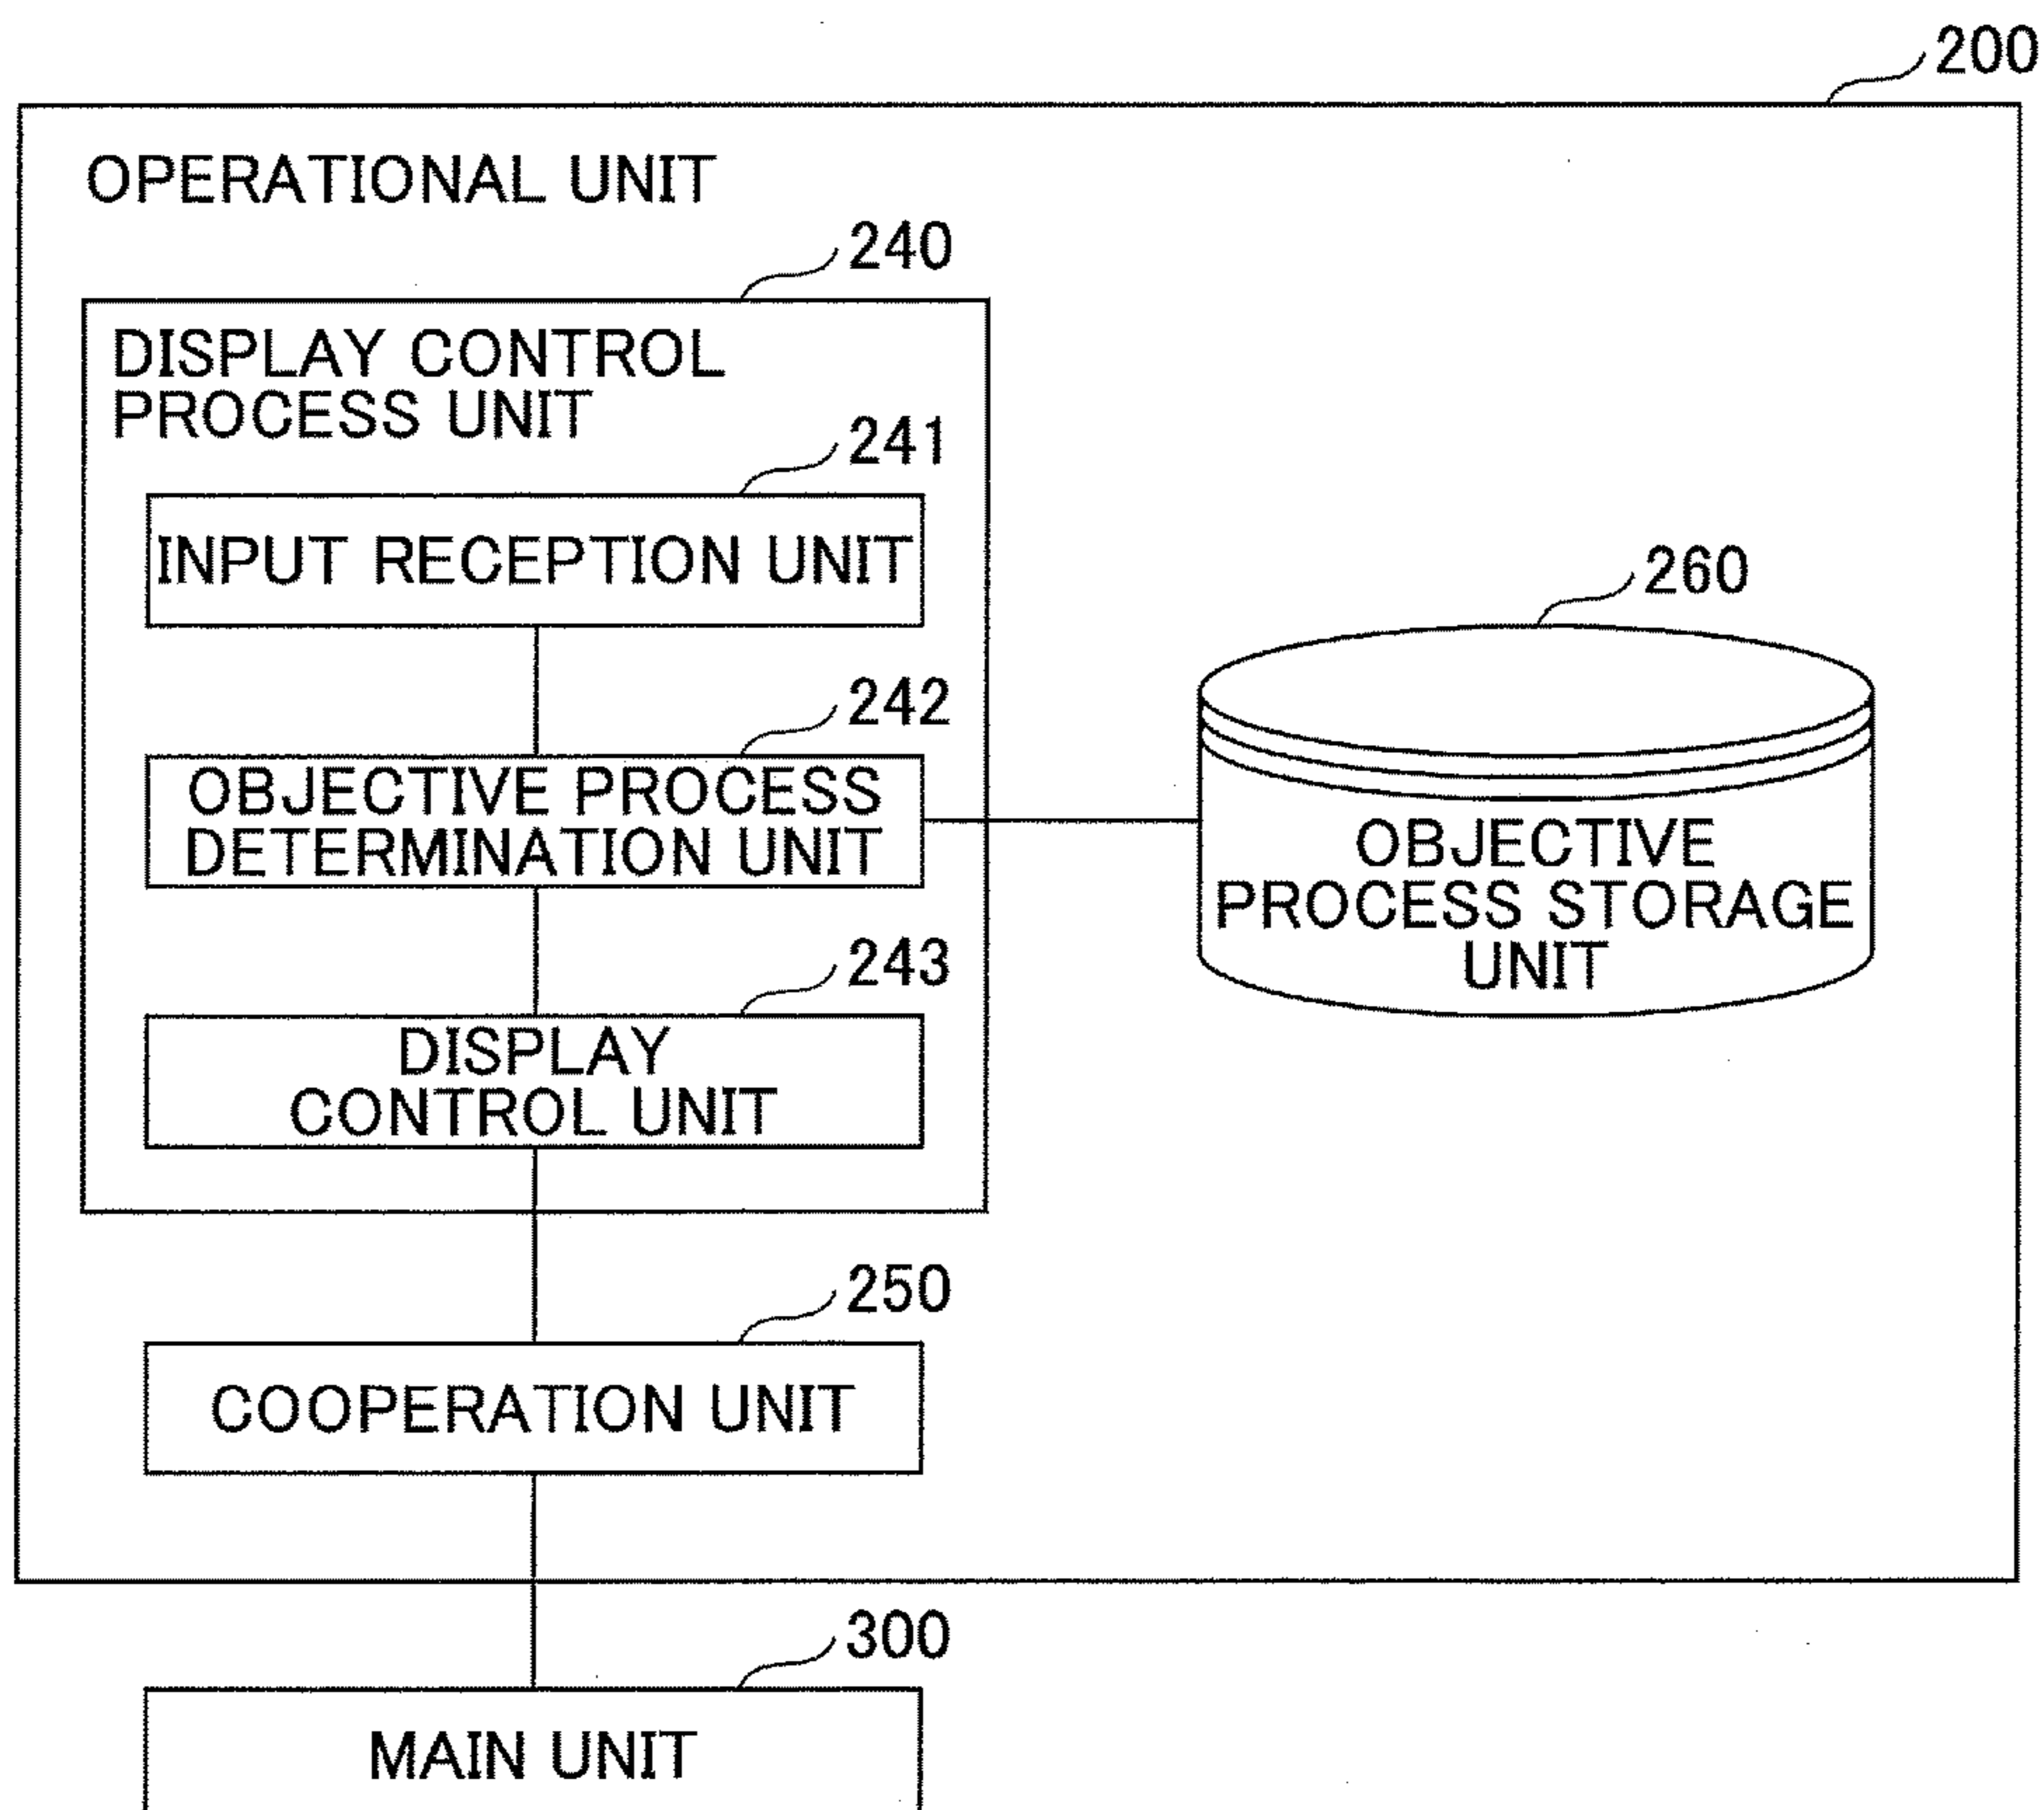 200
OPERATIONAL UNIT
240
DISPLAY CONTROL
PROCESS UNIT
241
INPUT RECEPTION UNIT
242
OBJECTIVE PROCESS
DETERMINATION UNIT
260
OBJECTIVE
PROCESS STORAGE
UNIT
243
DISPLAY
CONTROL UNIT
250
COOPERATION UNIT
300
MAIN UNIT